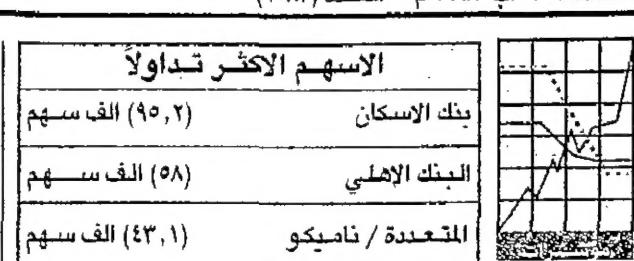 الاسهم الاكثر تداولاً
بنك الاسكان (٩٥,٢) الف سهم
البنك الاهلي (٥٨) الف سهم
المتعددة / ناميكو (٤٣,١) الف سهم